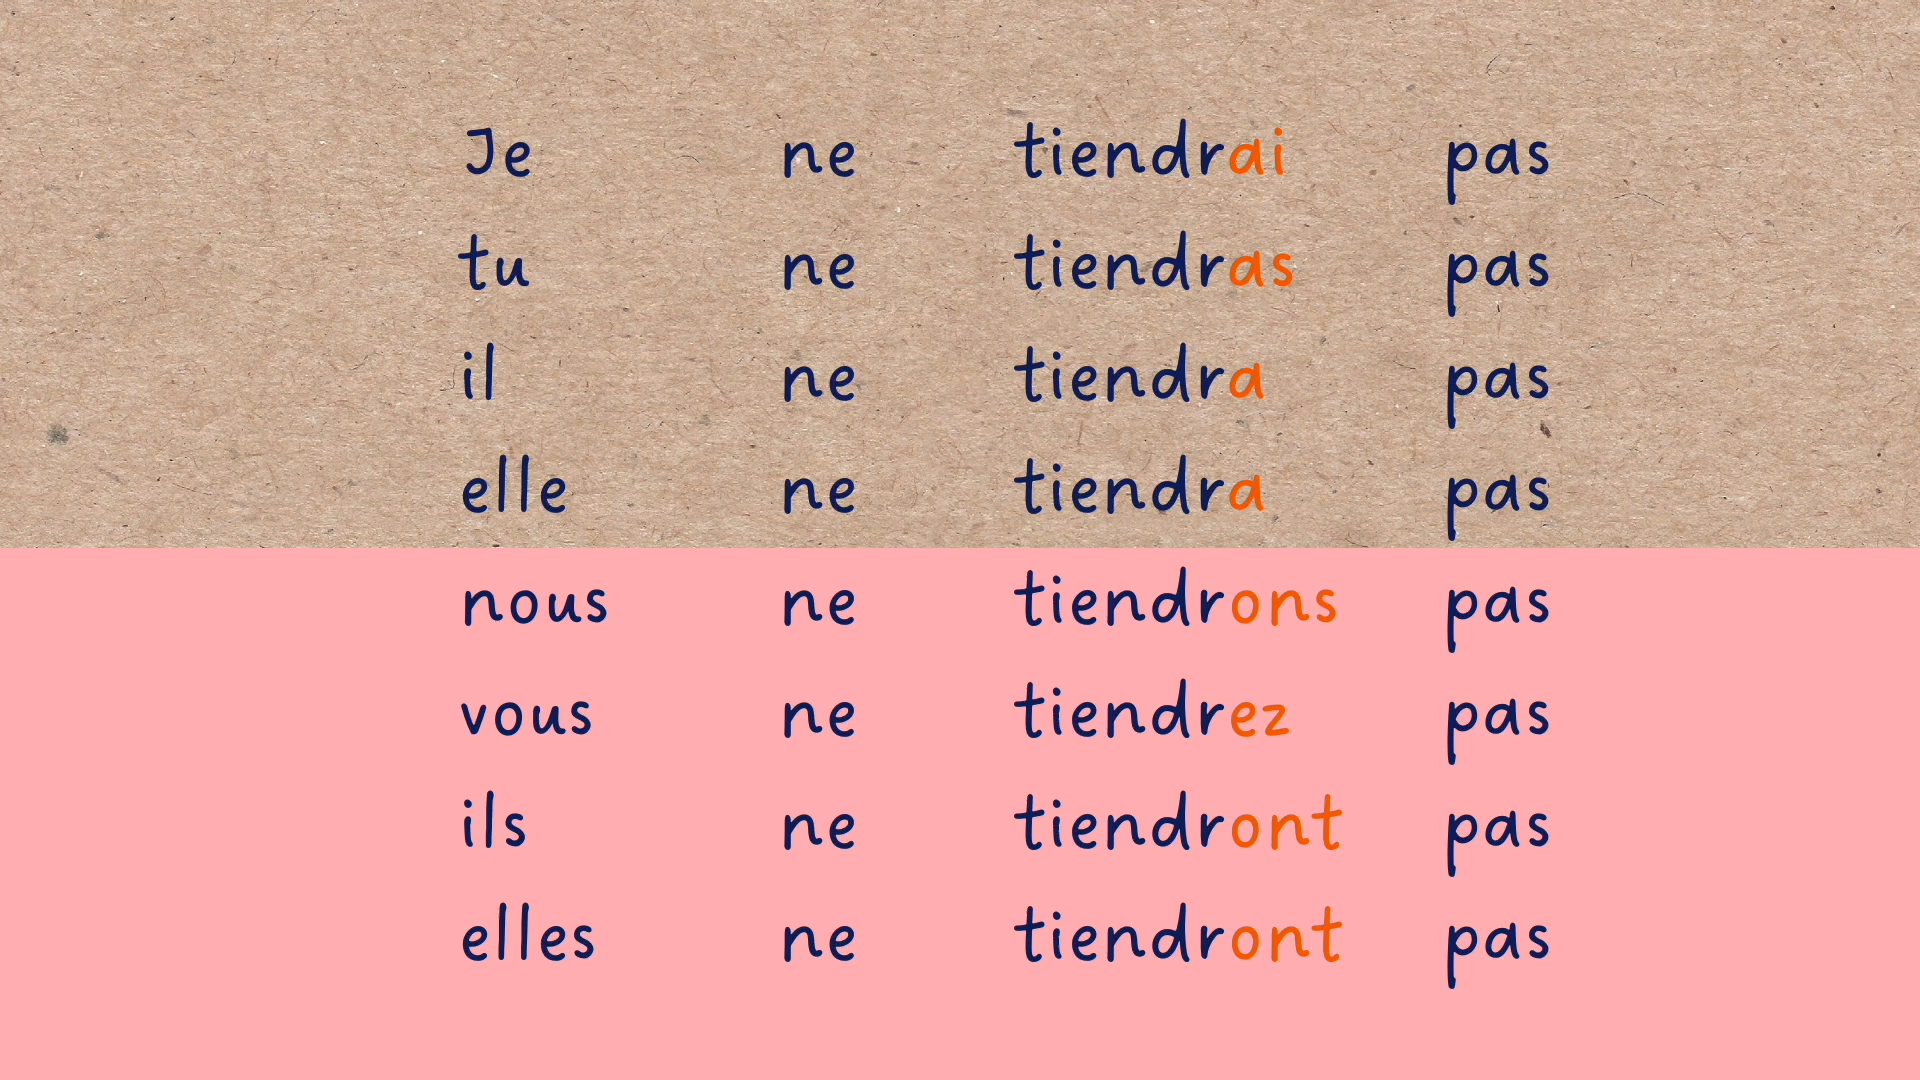 Je ne tiendrai pas
tu ne tiendras pas
il ne tiendra pas
elle ne tiendra pas
nous ne tiendrons pas
vous ne tiendrez pas
ils ne tiendront pas
elles ne tiendront pas